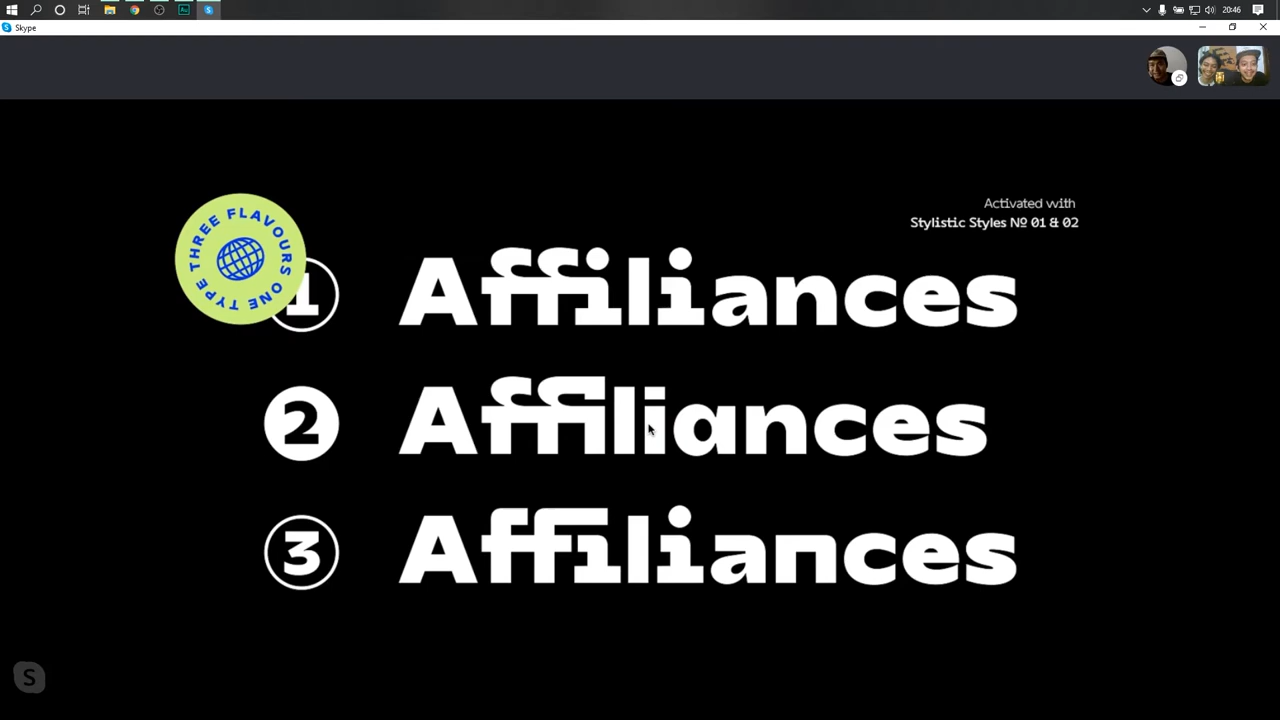 20:46
Skype
Activated with
Stylistic Styles № 01 & 02
THREE FLAVOURS ONE TYPE
1 Affiliances
2 Affiliances
3 Affiliances
S